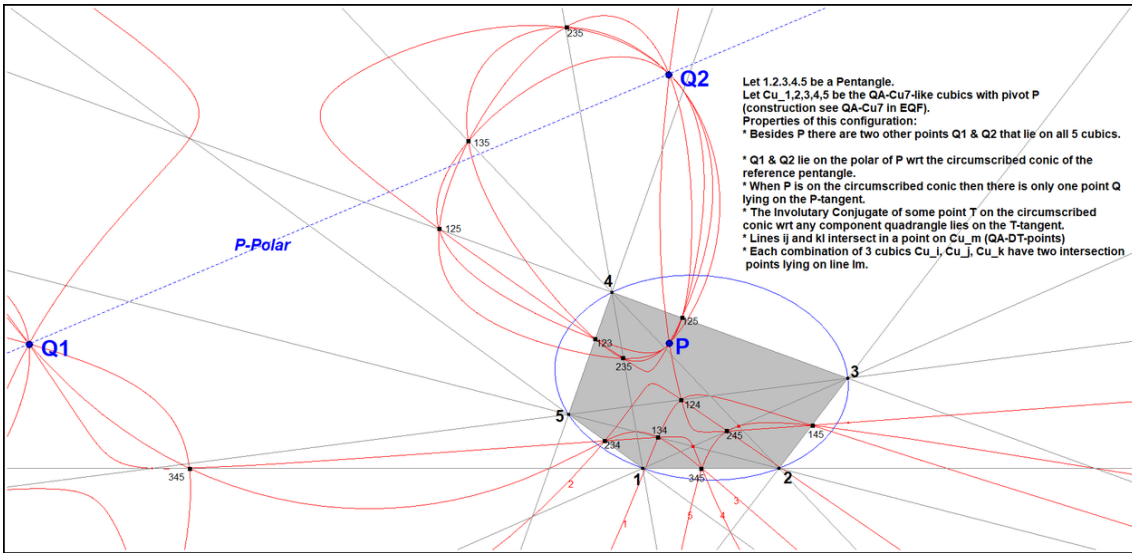 235
Q2
Let 1.2.3.4.5 be a Pentangle.
Let Cu_1,2,3,4,5 be the QA-Cu7-like cubics with pivot P
(construction see QA-Cu7 in EQF).
Properties of this configuration:
* Besides P there are two other points Q1 & Q2 that lie on all 5 cubics.
* Q1 & Q2 lie on the polar of P wrt the circumscribed conic of the
reference pentangle.
* When P is on the circumscribed conic then there is only one point Q
lying on the P-tangent.
* The Involutary Conjugate of some point T on the circumscribed
conic wrt any component quadrangle lies on the T-tangent.
* Lines ij and kl intersect in a point on Cu_m (QA-DT-points)
* Each combination of 3 cubics Cu_i, Cu_j, Cu_k have two intersection
points lying on line lm.
135
125
P-Polar
4
125
Q1
123
P
235
3
124
5
234
134
245
145
345
1
345
2
2
1
5
4
3